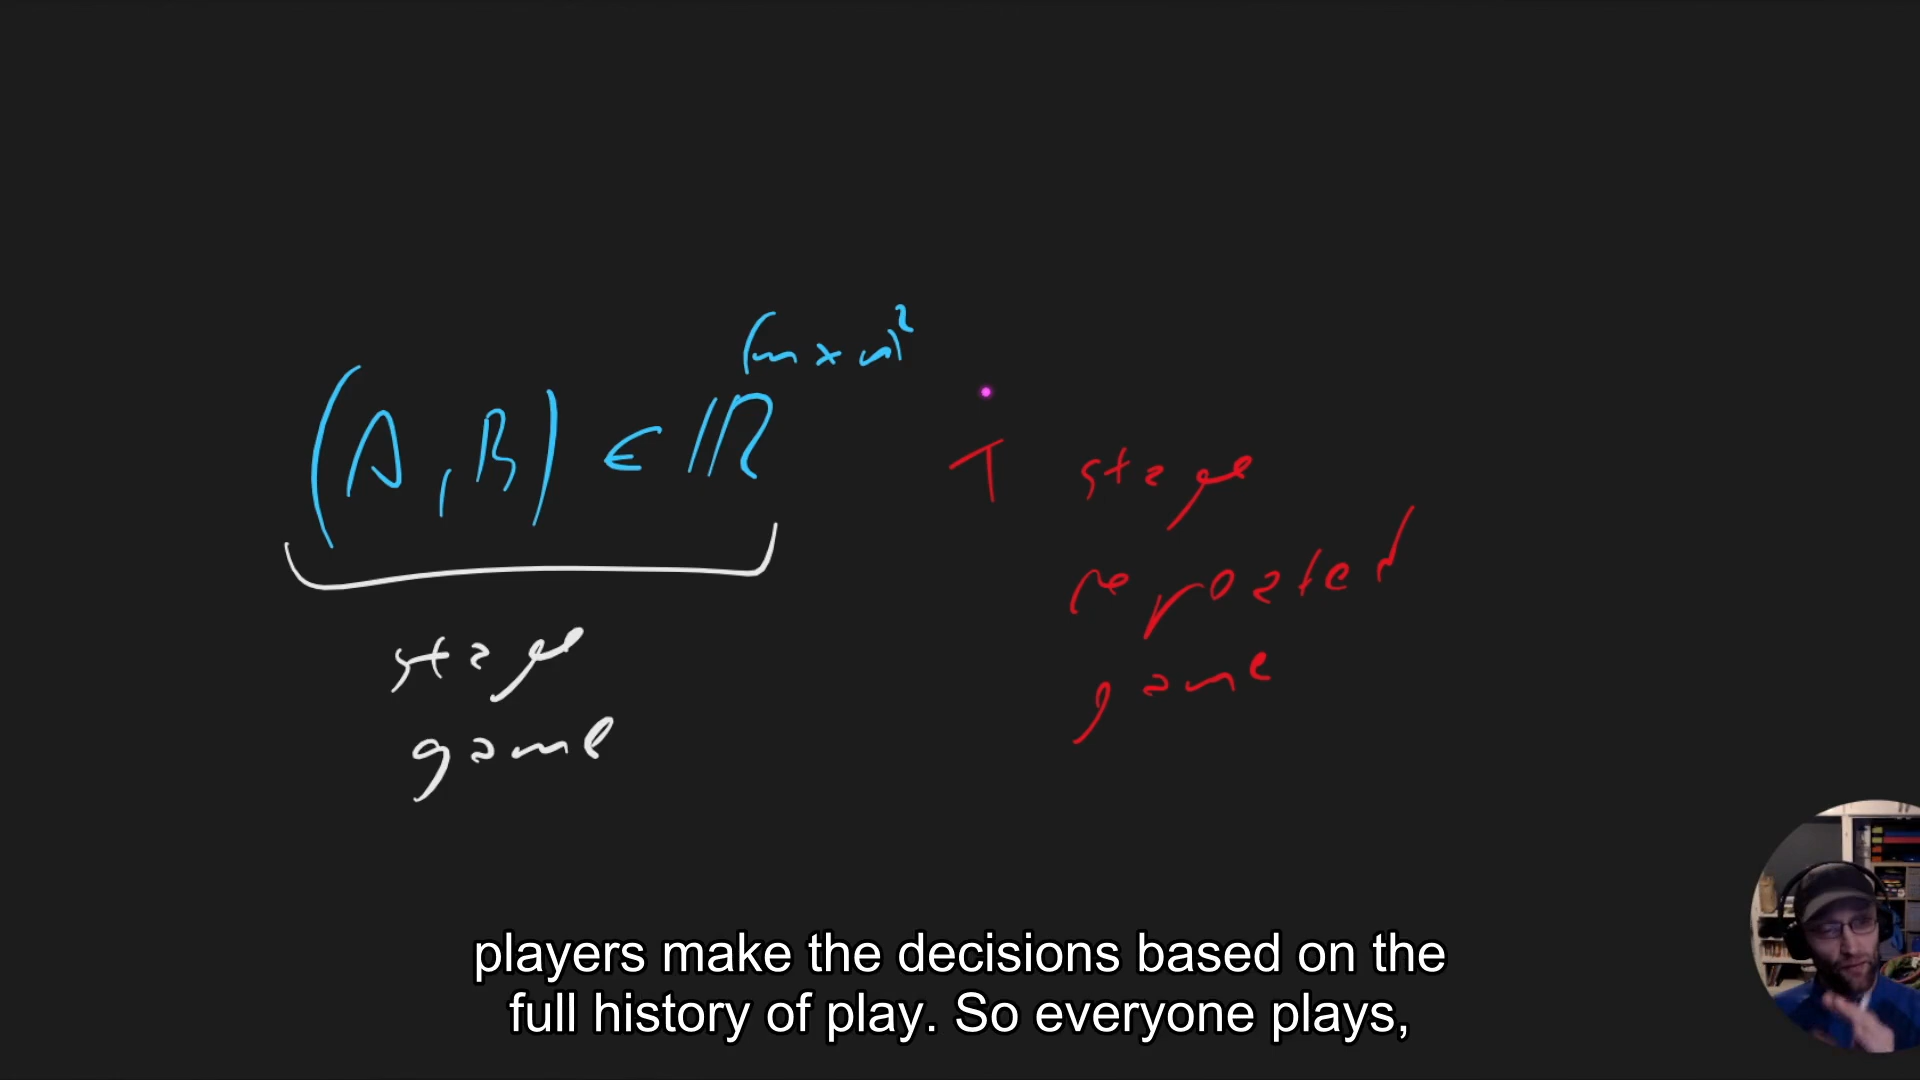 (A, B) ∈ ℝ^(m × n)²
stage
game
T stage
repeated
game
players make the decisions based on the
full history of play. So everyone plays,